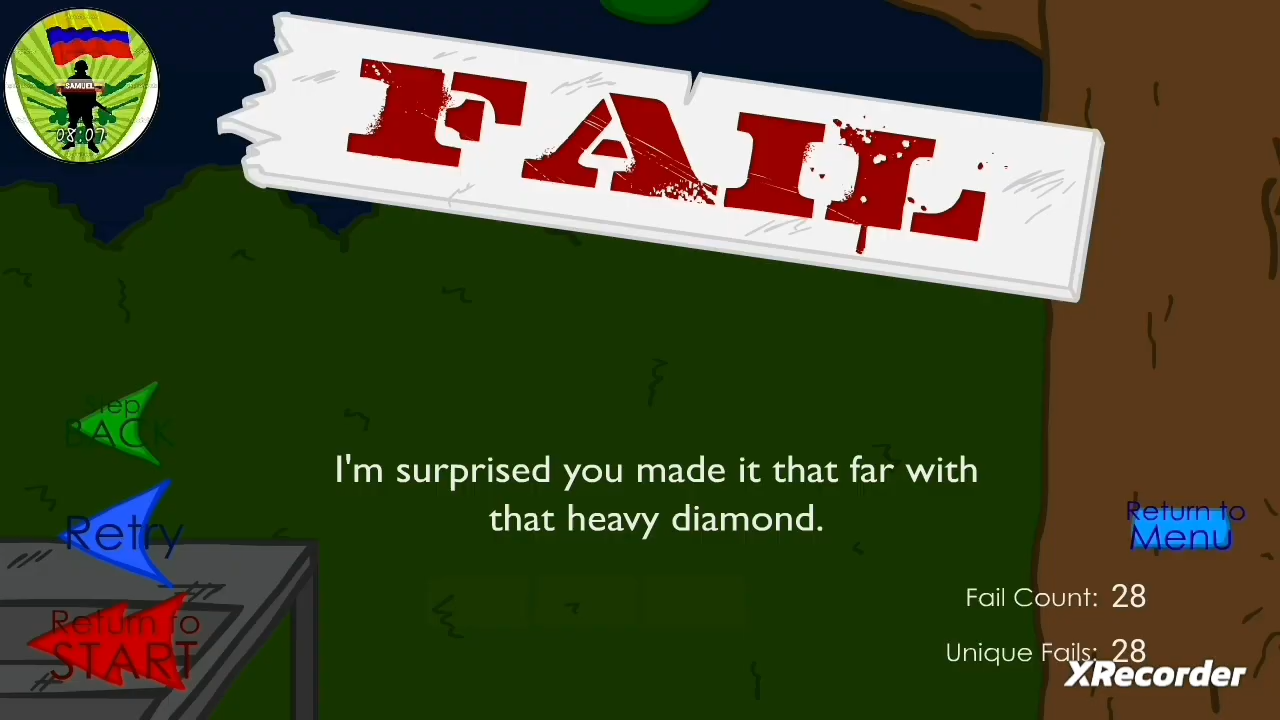 SAMUEL
08:07
FAIL
Step
BACK
I'm surprised you made it that far with
that heavy diamond.
Retry
Return to
Menu
Fail Count: 28
Return to
START
Unique Fails: 28
XRecorder